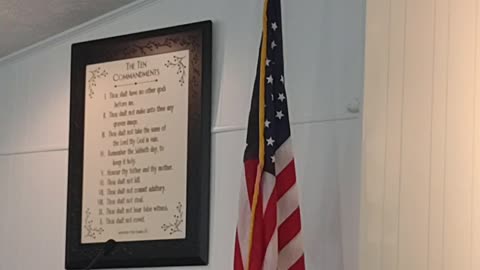 The Ten
Commandments
I. Thou shalt have no other gods
before me.
II. Thou shalt not make unto thee any
graven image.
III. Thou shalt not take the name of
the Lord thy God in vain.
IV. Remember the Sabbath day, to
keep it holy.
V. Honour thy father and thy mother.
VI. Thou shalt not kill.
VII. Thou shalt not commit adultery.
VIII. Thou shalt not steal.
IX. Thou shalt not bear false witness.
X. Thou shalt not covet.